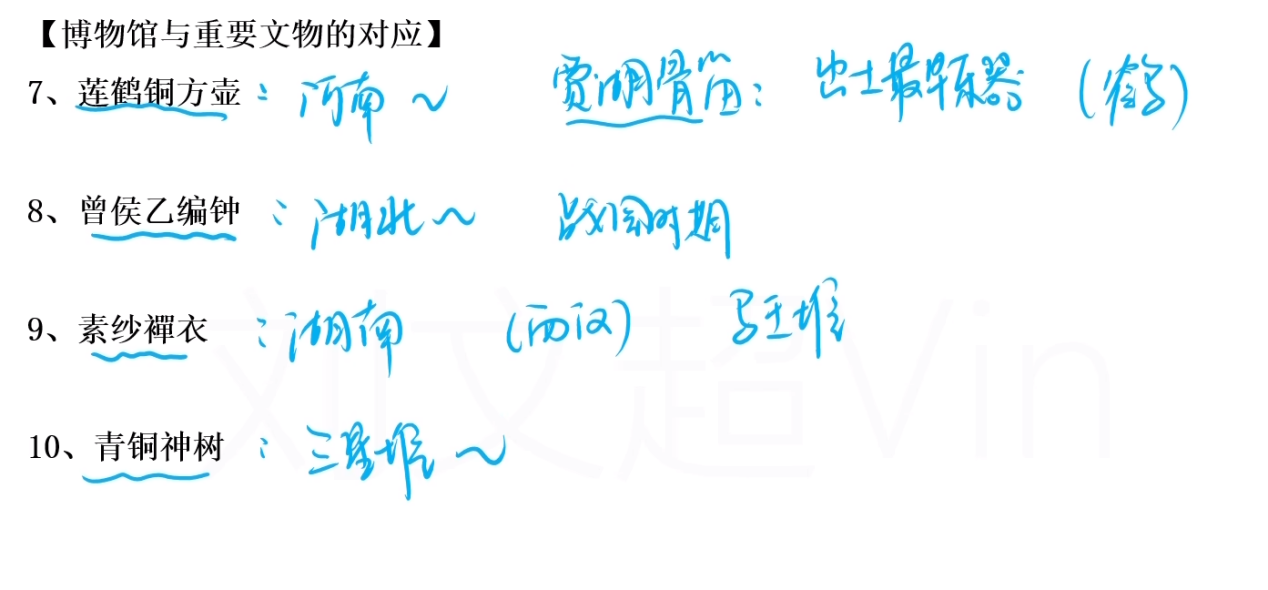 【博物馆与重要文物的对应】
7、莲鹤铜方壶：河南～ 贾湖骨笛：出土最早乐器（鹤）
8、曾侯乙编钟：湖北～ 战国时期
9、素纱襌衣：湖南（西汉） 马王堆
10、青铜神树：三星堆～
刘文超Vin